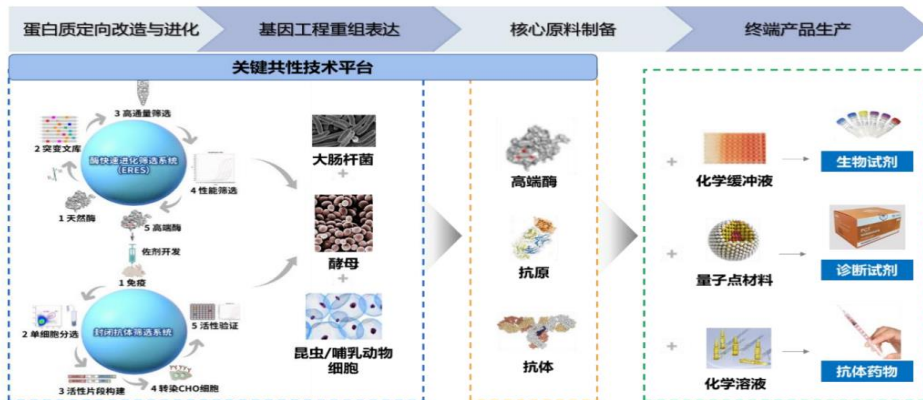 蛋白质定向改造与进化
基因工程重组表达
核心原料制备
终端产品生产
关键共性技术平台
3 高通量筛选
2 突变文库
酶快速进化筛选系统
(ERES)
4 性能筛选
1 天然酶
5 高端酶
佐剂开发
1 免疫
2 单细胞分选
封闭抗体筛选系统
5 活性验证
3 活性片段构建
4 转染CHO细胞
大肠杆菌
+
酵母
+
昆虫/哺乳动物
细胞
高端酶
抗原
抗体
+
化学缓冲液
生物试剂
+
量子点材料
诊断试剂
+
化学溶液
抗体药物